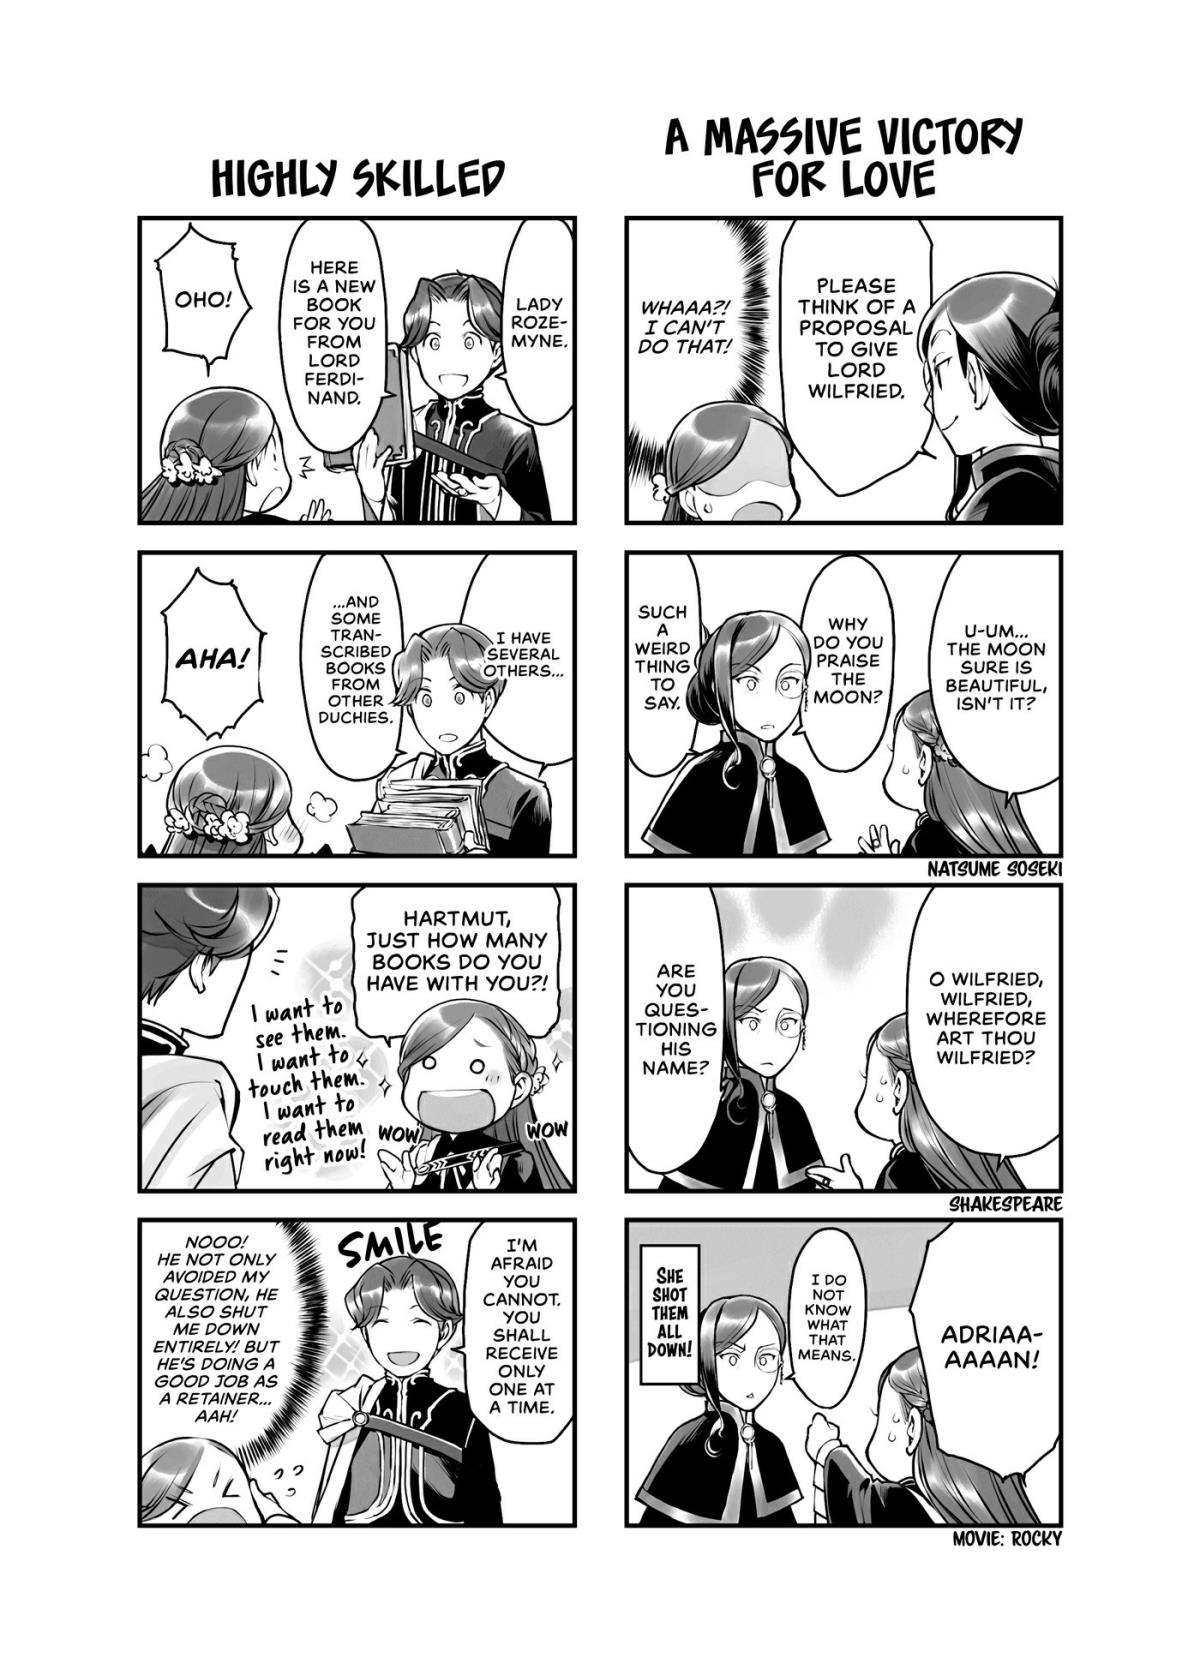 A MASSIVE VICTORY
FOR LOVE
PLEASE
THINK OF A
PROPOSAL
TO GIVE
LORD
WILFRIED.
WHAAA?!
I CAN'T
DO THAT!
U-UM...
THE MOON
SURE IS
BEAUTIFUL,
ISN'T IT?
WHY
DO YOU
PRAISE
THE
MOON?
SUCH
A
WEIRD
THING
TO
SAY.
NATSUME SOSEKI
O WILFRIED,
WILFRIED,
WHEREFORE
ART THOU
WILFRIED?
ARE
YOU
QUES-
TIONING
HIS
NAME?
SHAKESPEARE
ADRIAA-
AAAAN!
I DO
NOT
KNOW
WHAT
THAT
MEANS.
SHE
SHOT
THEM
ALL
DOWN!
MOVIE: ROCKY
HIGHLY SKILLED
LADY
ROZE-
MYNE.
HERE
IS A NEW
BOOK
FOR YOU
FROM
LORD
FERDI-
NAND.
OHO!
I HAVE
SEVERAL
OTHERS...
...AND
SOME
TRAN-
SCRIBED
BOOKS
FROM
OTHER
DUCHIES.
AHA!
HARTMUT,
JUST HOW MANY
BOOKS DO YOU
HAVE WITH YOU?!
I want to
see them.
I want to
touch them.
I want to
read them
right now!
WOW
WOW
I'M
AFRAID
YOU
CANNOT.
YOU
SHALL
RECEIVE
ONLY
ONE AT
A TIME.
SMILE
NOOO!
HE NOT ONLY
AVOIDED MY
QUESTION, HE
ALSO SHUT
ME DOWN
ENTIRELY! BUT
HE'S DOING A
GOOD JOB AS
A RETAINER...
AAH!